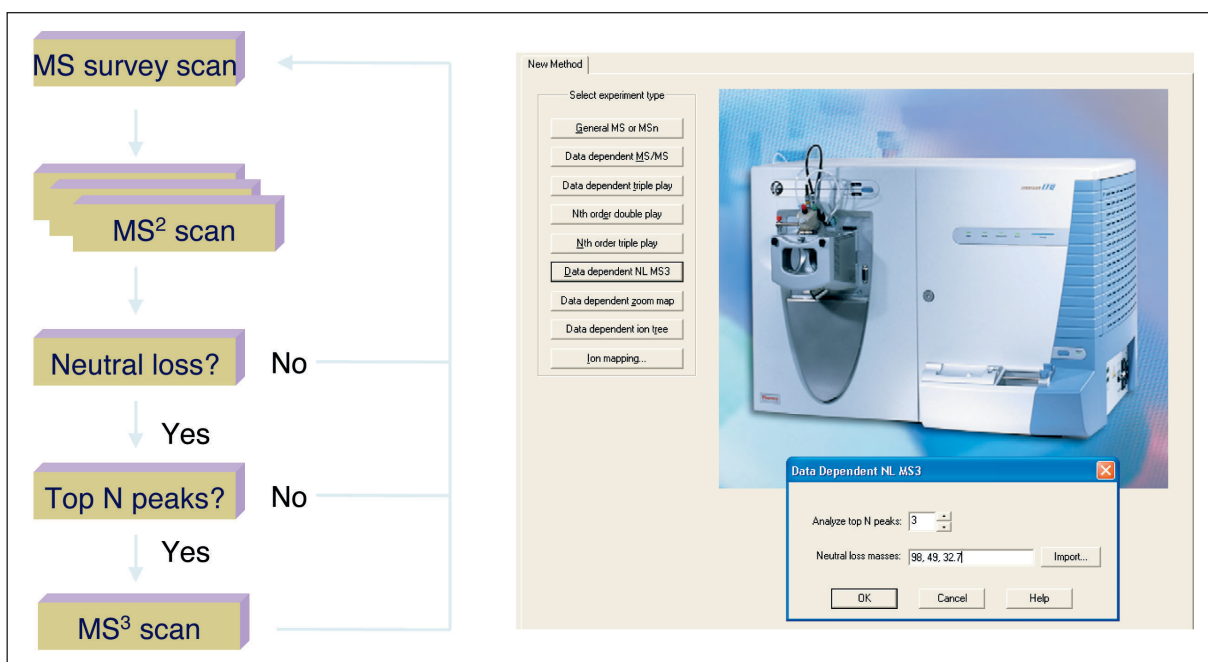 MS survey scan
MS² scan
Neutral loss?
No
Yes
Top N peaks?
No
Yes
MS³ scan
New Method
Select experiment type
General MS or MSn
Data dependent MS/MS
Data dependent triple play
Nth order double play
Nth order triple play
Data dependent NL MS3
Data dependent zoom map
Data dependent ion tree
Ion mapping...
LTQ
Thermo
Data Dependent NL MS3
Analyze top N peaks:
3
Neutral loss masses:
98, 49, 32.7
Import...
OK
Cancel
Help